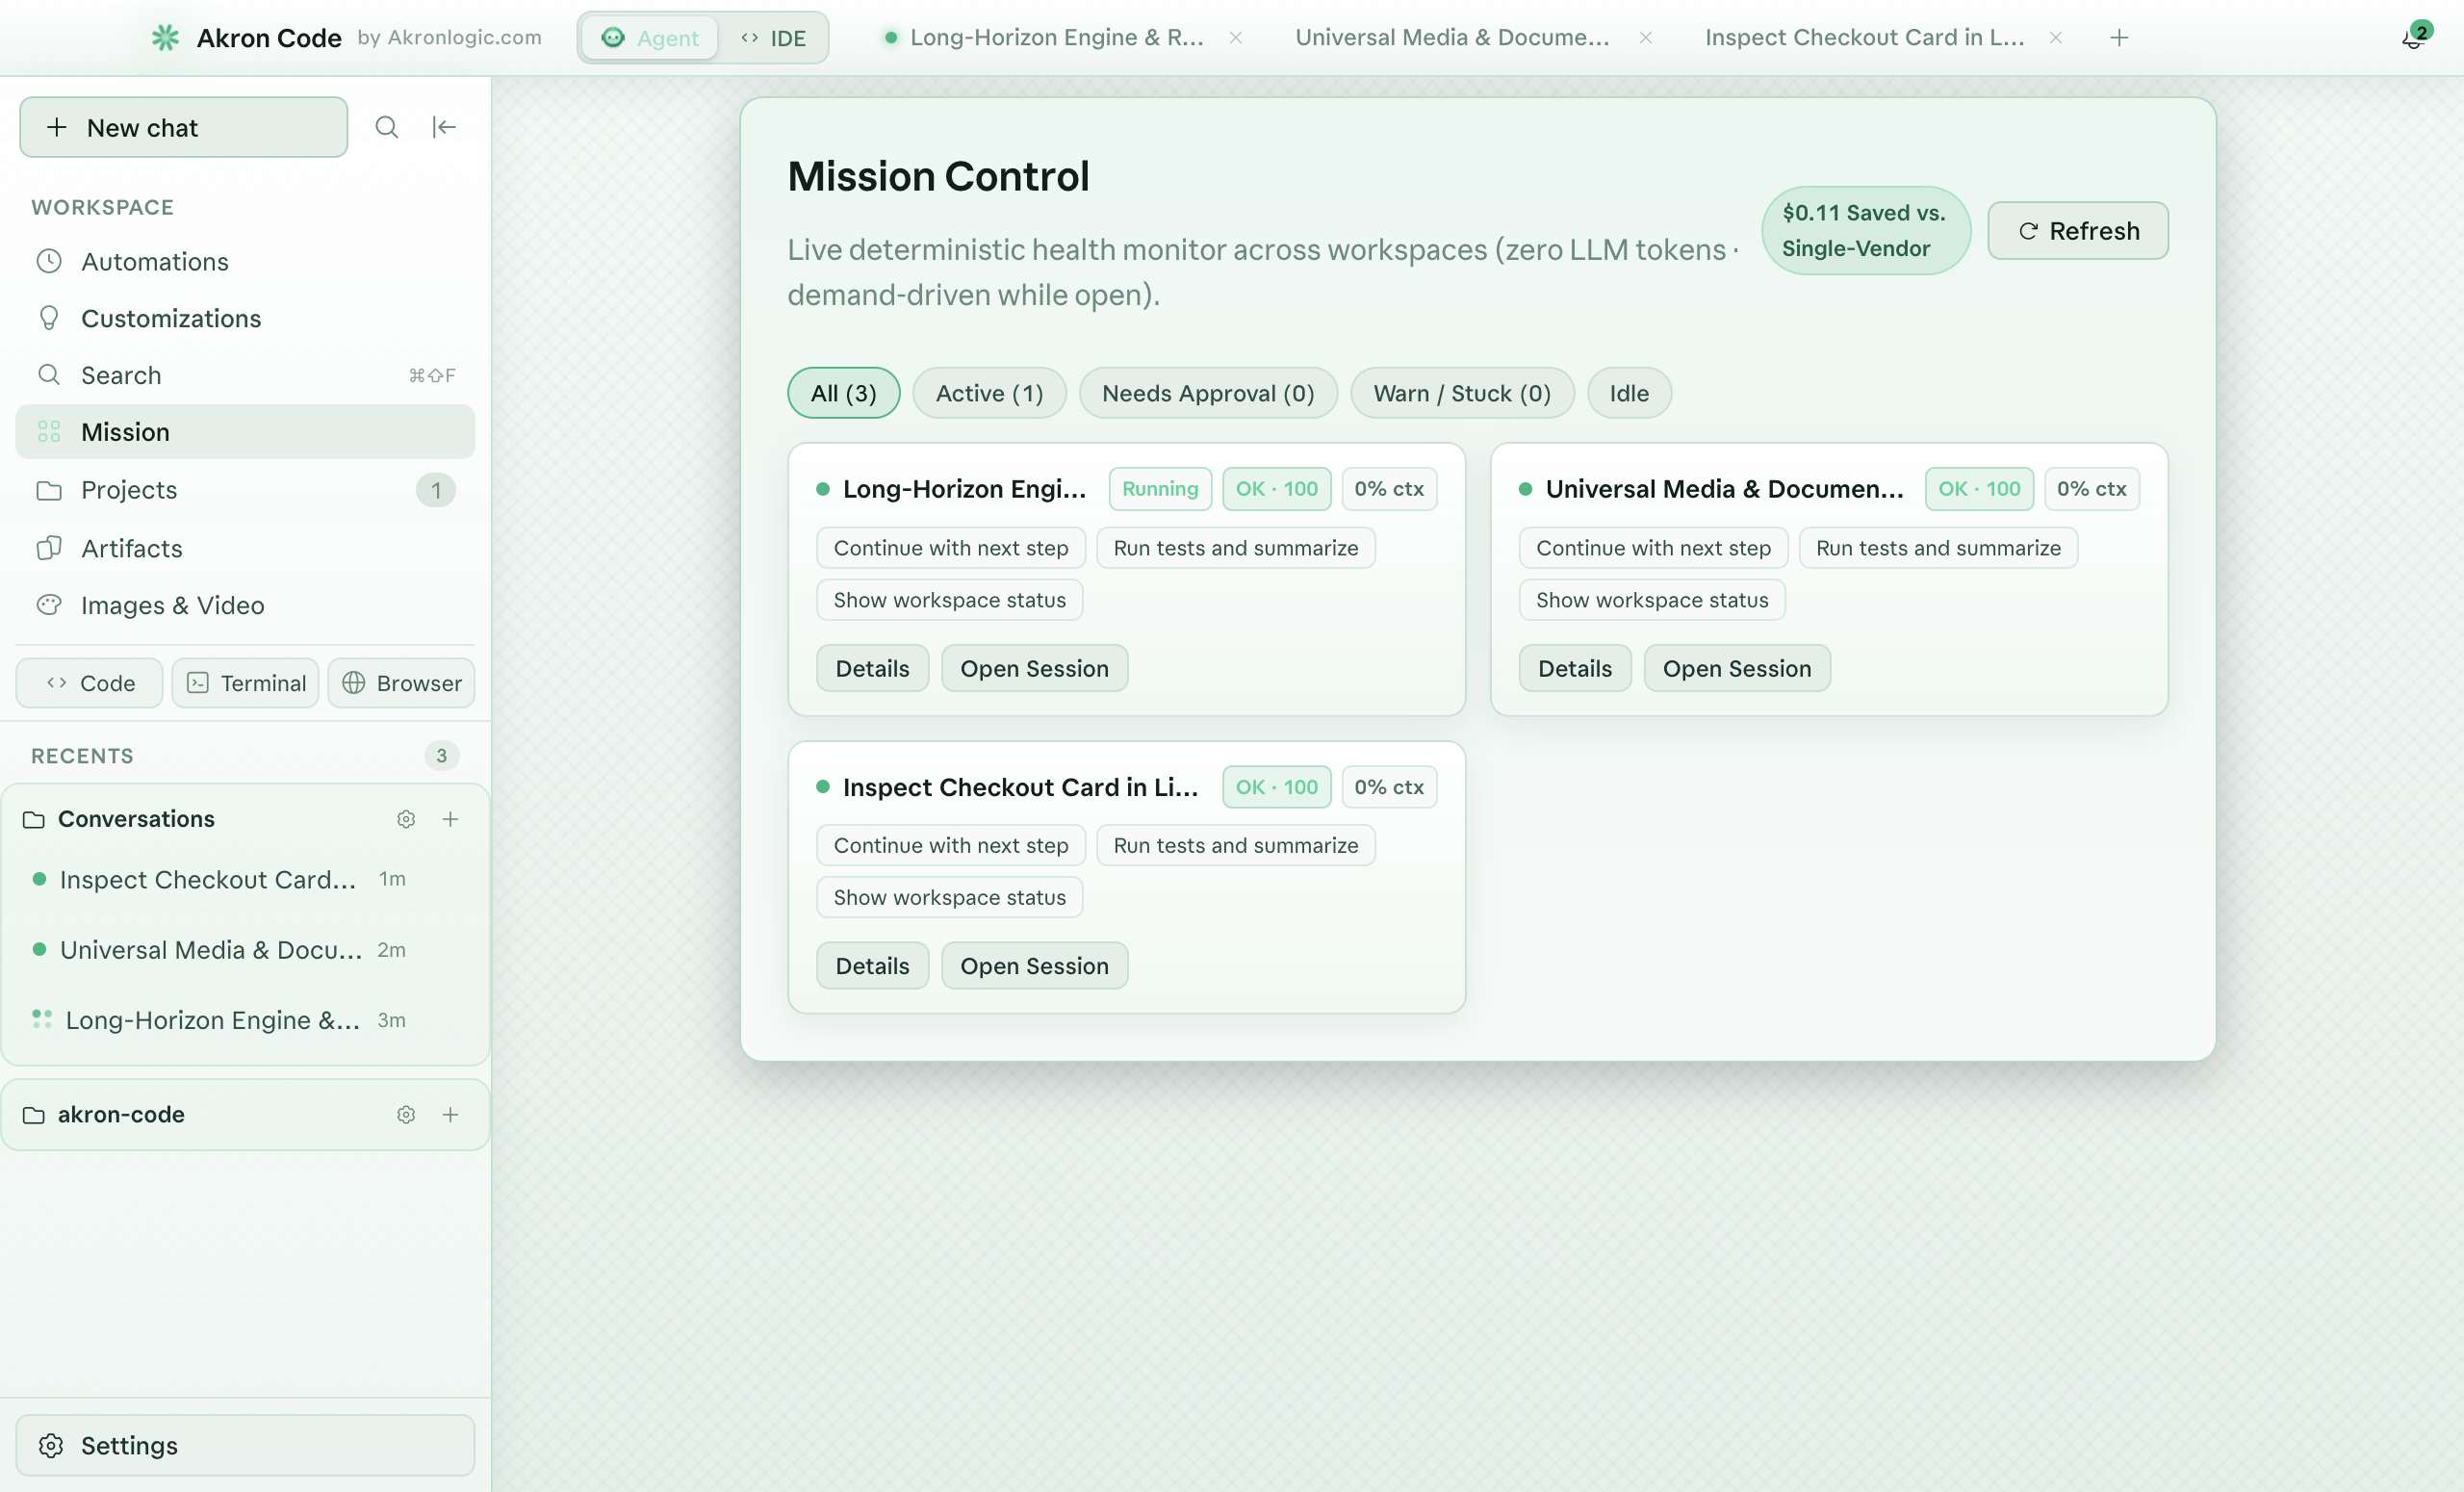 Akron Code by Akronlogic.com
Agent
IDE
Long-Horizon Engine & R...
Universal Media & Docume...
Inspect Checkout Card in L...
2
New chat
WORKSPACE
Automations
Customizations
Search ⌘⇧F
Mission
Projects 1
Artifacts
Images & Video
Code
Terminal
Browser
RECENTS 3
Conversations
Inspect Checkout Card... 1m
Universal Media & Docu... 2m
Long-Horizon Engine &... 3m
akron-code
Settings
Mission Control
Live deterministic health monitor across workspaces (zero LLM tokens ·
demand-driven while open).
$0.11 Saved vs.
Single-Vendor
Refresh
All (3)
Active (1)
Needs Approval (0)
Warn / Stuck (0)
Idle
Long-Horizon Engi... Running OK · 100 0% ctx
Continue with next step Run tests and summarize
Show workspace status
Details Open Session
Universal Media & Documen... OK · 100 0% ctx
Continue with next step Run tests and summarize
Show workspace status
Details Open Session
Inspect Checkout Card in Li... OK · 100 0% ctx
Continue with next step Run tests and summarize
Show workspace status
Details Open Session